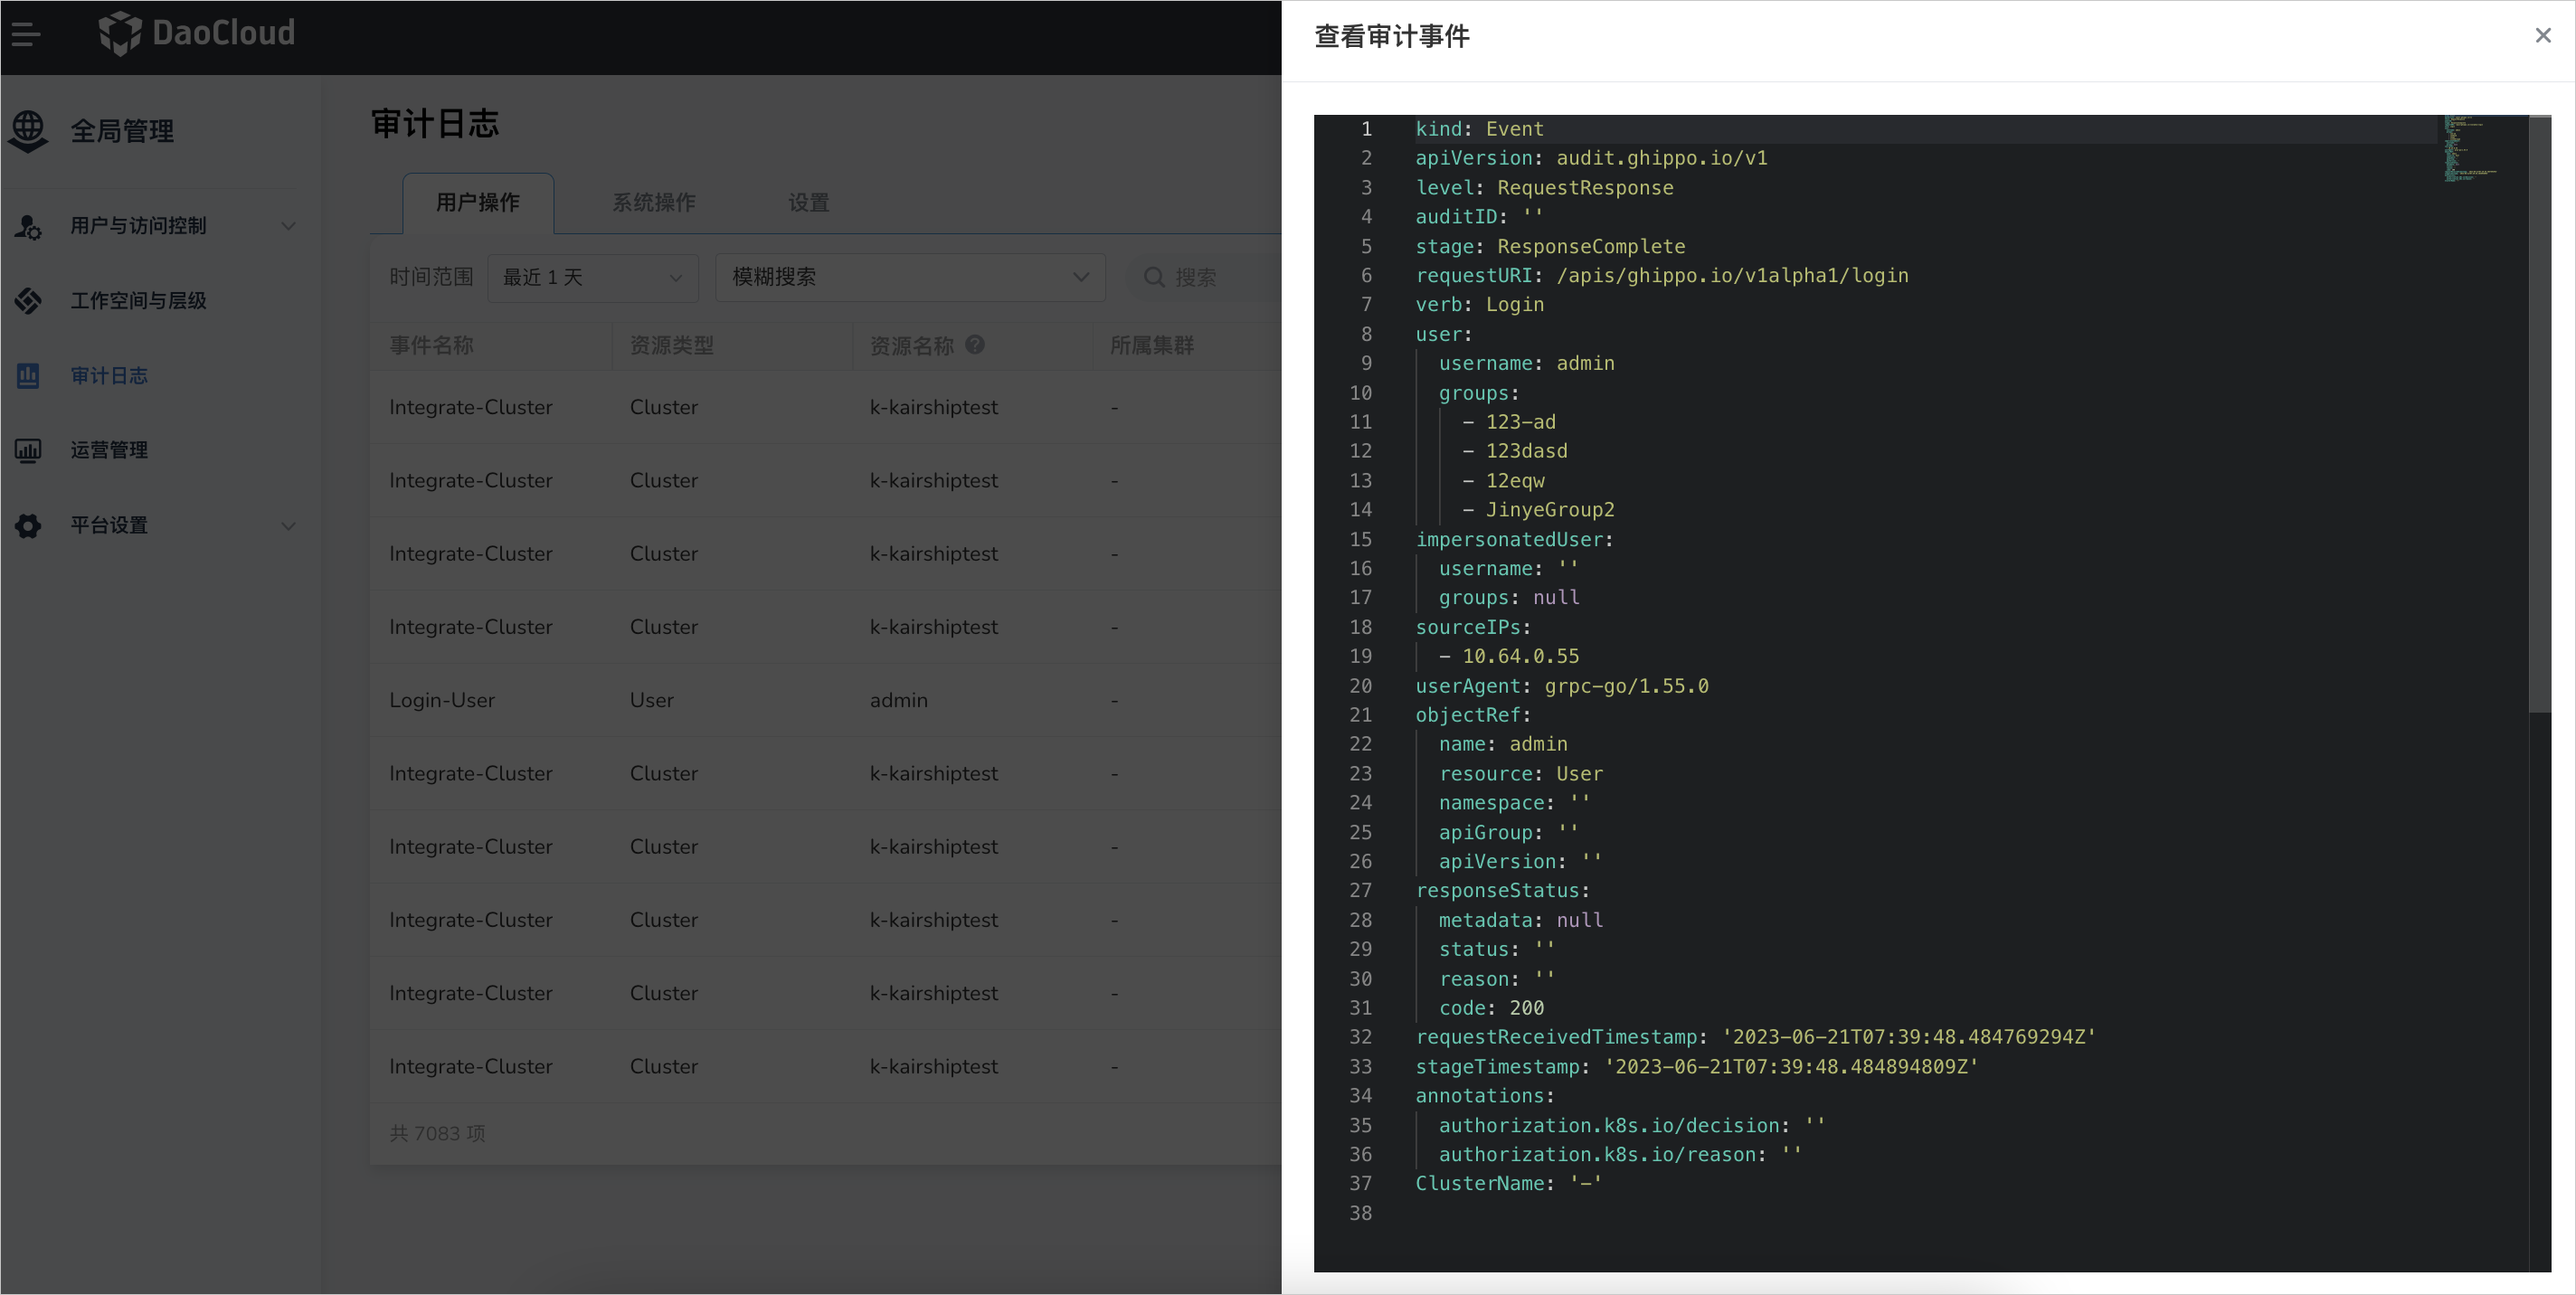 DaoCloud
全局管理
用户与访问控制
工作空间与层级
审计日志
运营管理
平台设置
审计日志
用户操作 系统操作 设置
时间范围 最近 1 天 模糊搜索 搜索
事件名称 资源类型 资源名称 ? 所属集群
Integrate-Cluster Cluster k-kairshiptest -
Integrate-Cluster Cluster k-kairshiptest -
Integrate-Cluster Cluster k-kairshiptest -
Integrate-Cluster Cluster k-kairshiptest -
Login-User User admin -
Integrate-Cluster Cluster k-kairshiptest -
Integrate-Cluster Cluster k-kairshiptest -
Integrate-Cluster Cluster k-kairshiptest -
Integrate-Cluster Cluster k-kairshiptest -
Integrate-Cluster Cluster k-kairshiptest -
共 7083 项
查看审计事件
1 kind: Event
2 apiVersion: audit.ghippo.io/v1
3 level: RequestResponse
4 auditID: ''
5 stage: ResponseComplete
6 requestURI: /apis/ghippo.io/v1alpha1/login
7 verb: Login
8 user:
9 username: admin
10 groups:
11 - 123-ad
12 - 123dasd
13 - 12eqw
14 - JinyeGroup2
15 impersonatedUser:
16 username: ''
17 groups: null
18 sourceIPs:
19 - 10.64.0.55
20 userAgent: grpc-go/1.55.0
21 objectRef:
22 name: admin
23 resource: User
24 namespace: ''
25 apiGroup: ''
26 apiVersion: ''
27 responseStatus:
28 metadata: null
29 status: ''
30 reason: ''
31 code: 200
32 requestReceivedTimestamp: '2023-06-21T07:39:48.484769294Z'
33 stageTimestamp: '2023-06-21T07:39:48.484894809Z'
34 annotations:
35 authorization.k8s.io/decision: ''
36 authorization.k8s.io/reason: ''
37 ClusterName: '-'
38